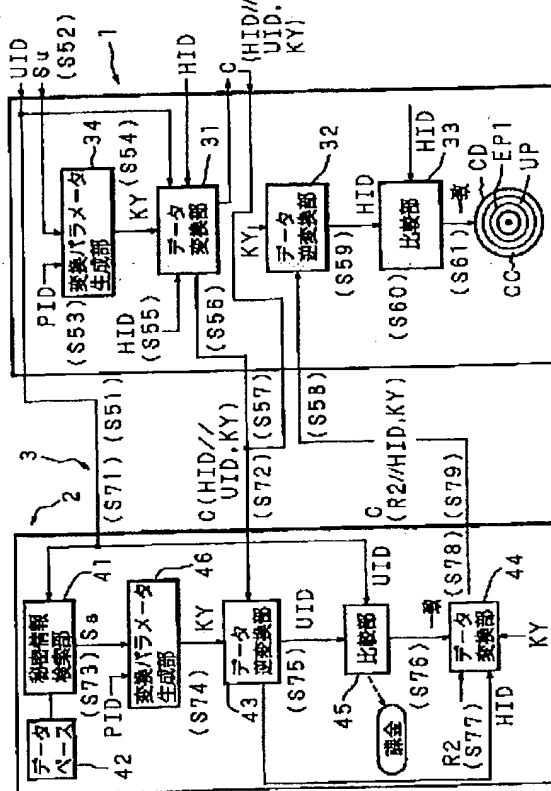 UID
Su
(S52)
C
(HID//
UID,
KY)
1
34
変換パラメータ
生成部
PID
(S53)
KY
(S54)
31
データ
変換部
HID
HID
(S55)
(S56)
32
データ
逆変換部
KY
(S59)
HID
33
比較部
HID
(S60)
(S61)
一致
CD
EP1
UP
CC
3
(S71)
(S51)
C(HID//
UID,KY)
(S72)
(S57)
(S58)
C
(R2//HID,KY)
(S78)
(S79)
2
41
秘密情報
検索部
データ
ベース
42
(S73)
Ss
46
変換パラメータ
生成部
PID
(S74)
KY
データ
逆変換部
43
UID
(S75)
UID
比較部
45
課金
(S76)
一致
44
データ
変換部
R2
(S77)
HID
KY